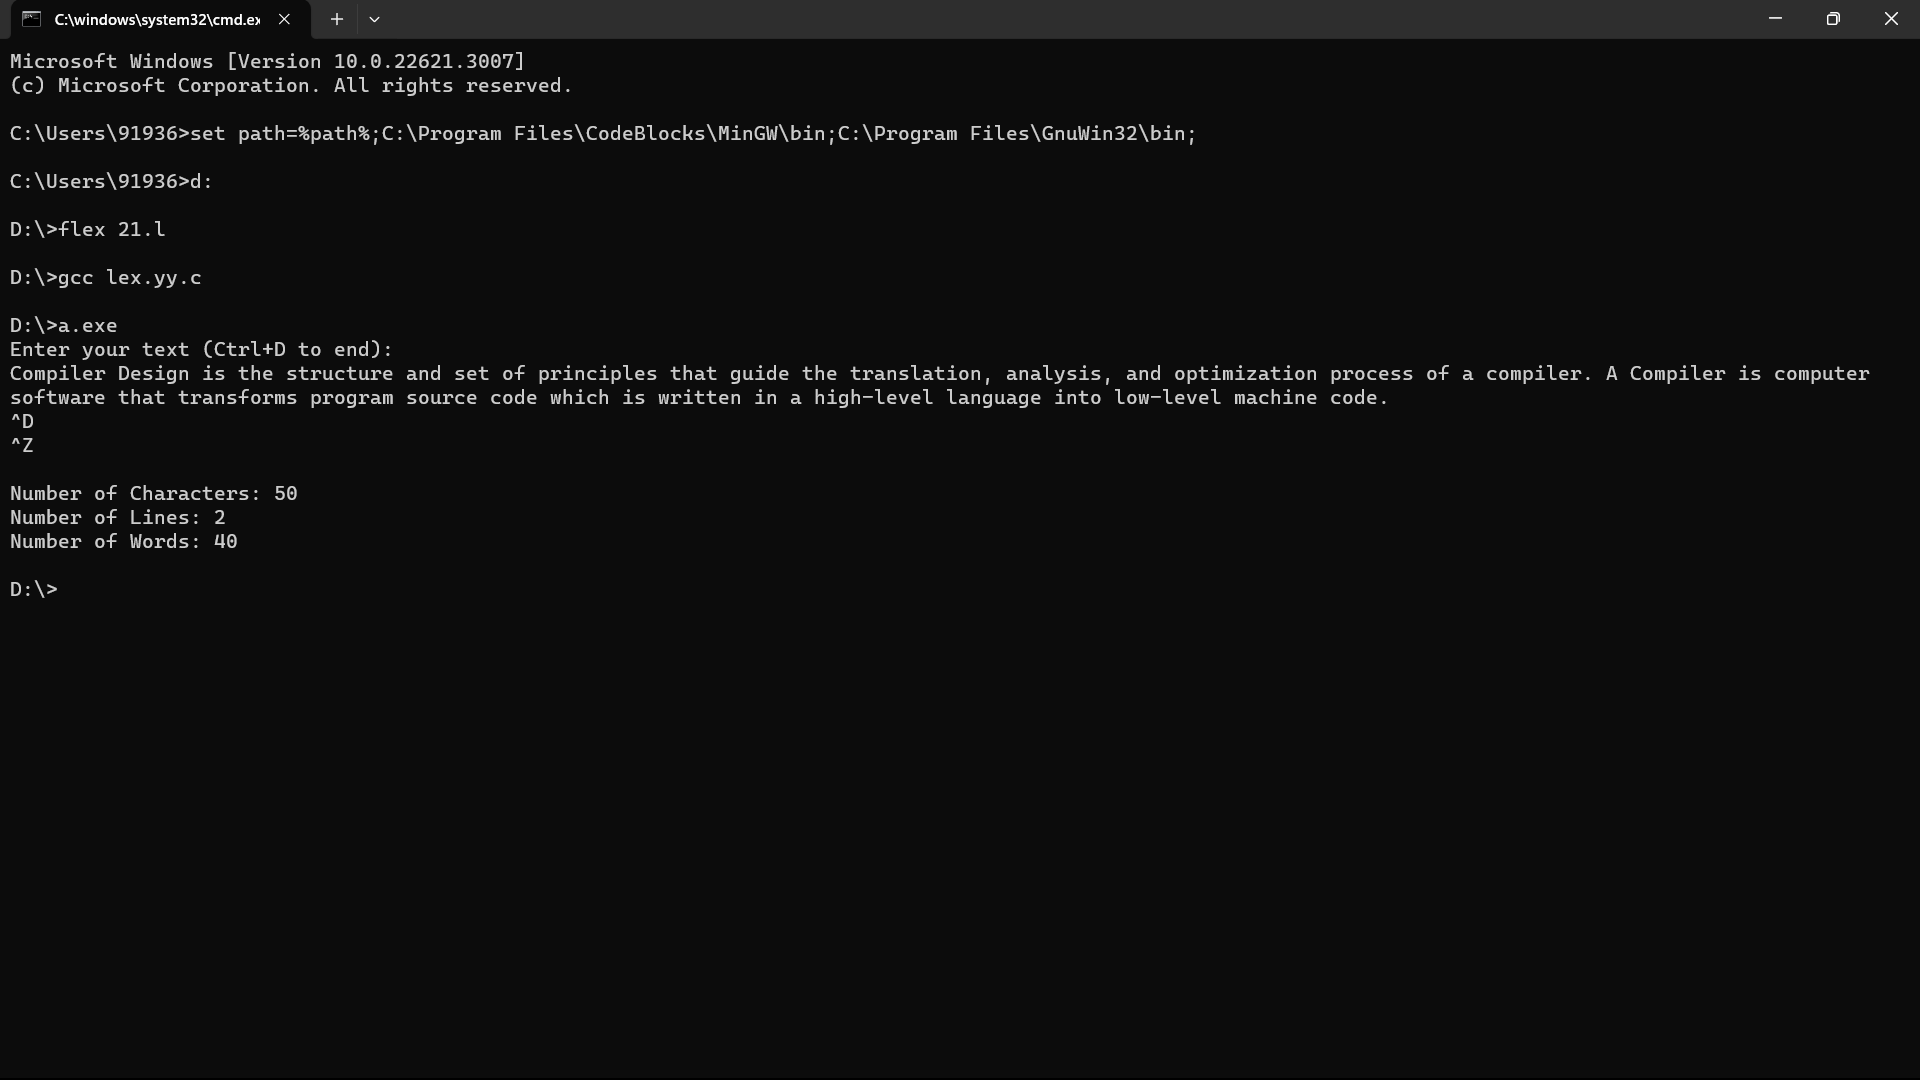 C:\windows\system32\cmd.ex
Microsoft Windows [Version 10.0.22621.3007]
(c) Microsoft Corporation. All rights reserved.
C:\Users\91936>set path=%path%;C:\Program Files\CodeBlocks\MinGW\bin;C:\Program Files\GnuWin32\bin;
C:\Users\91936>d:
D:\>flex 21.l
D:\>gcc lex.yy.c
D:\>a.exe
Enter your text (Ctrl+D to end):
Compiler Design is the structure and set of principles that guide the translation, analysis, and optimization process of a compiler. A Compiler is computer
software that transforms program source code which is written in a high-level language into low-level machine code.
^D
^Z
Number of Characters: 50
Number of Lines: 2
Number of Words: 40
D:\>